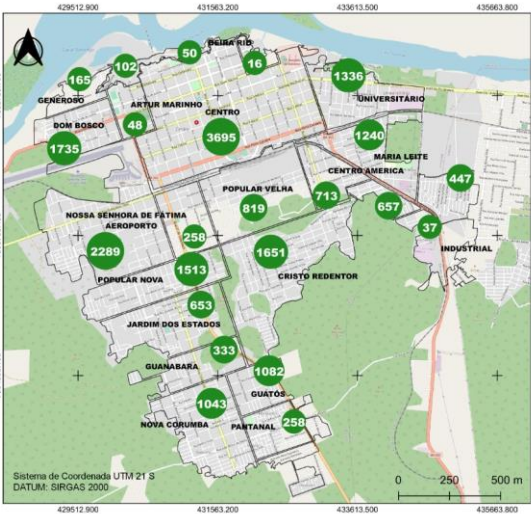 429512.900 431563.200 433613.500 435663.800
BEIRA RIO
50
102
16
165
1336
GENEROSO
ARTUR MARINHO
UNIVERSITÁRIO
CENTRO
DOM BOSCO
48
3695
1240
1735
MARIA LEITE
CENTRO AMERICA
447
POPULAR VELHA
713
657
819
NOSSA SENHORA DE FÁTIMA
AEROPORTO
258
37
2289
1651
INDUSTRIAL
1513
CRISTO REDENTOR
POPULAR NOVA
653
JARDIM DOS ESTADOS
333
GUANABARA
1082
GUATÓS
1043
NOVA CORUMBA
PANTANAL
258
Sistema de Coordenada UTM 21 S
DATUM: SIRGAS 2000
0 250 500 m
429512.900 431563.200 433613.500 435663.800